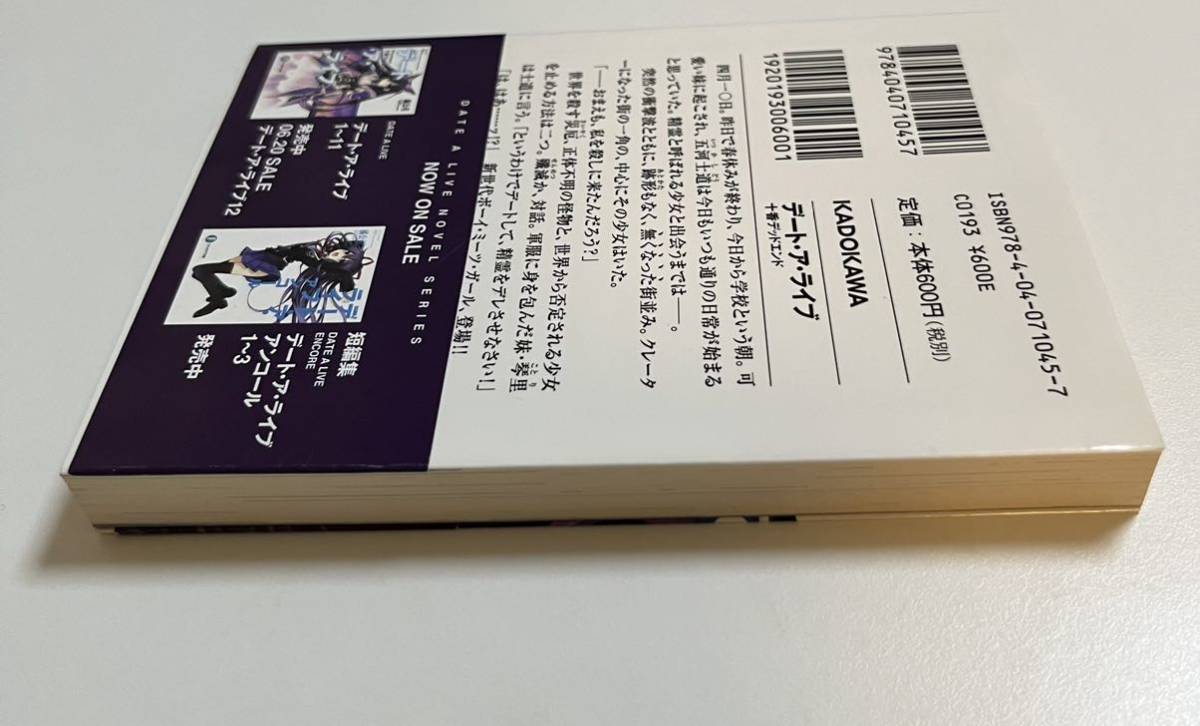 9784040710457
1920193006001
ISBN978-4-04-071045-7
C0193 ¥600E
定価：本体600円(税別)
KADOKAWA
デート・ア・ライブ
十香デッドエンド
四月一〇日。昨日で春休みが終わり、今日から学校という朝。可
愛い妹に起こされ、五河士道は今日もいつも通りの日常が始まる
と思っていた。精霊と呼ばれる少女と出会うまでは――。
突然の衝撃波とともに、跡形もなく、無くなった街並み。クレータ
ーになった街の一角の、中心にその少女はいた。
「――おまえも、私を殺しに来たんだろう？」
世界を殺す災厄、正体不明の怪物と、世界から否定される少女
を止める方法は二つ。殲滅か、対話。軍服に身を包んだ妹・琴里
は士道に言う。「というわけでデートして、精霊をデレさせなさい！」
「は、はあ……ッ!?」　新世代ボーイ・ミーツ・ガール、登場!!
DATE A LIVE NOVEL SERIES
NOW ON SALE
DATE A LIVE
デート・ア・ライブ
1~11
発売中
06.20 SALE
デート・ア・ライブ12
短編集
DATE A LIVE
ENCORE
デート・ア・ライブ
アンコール
1~3
発売中